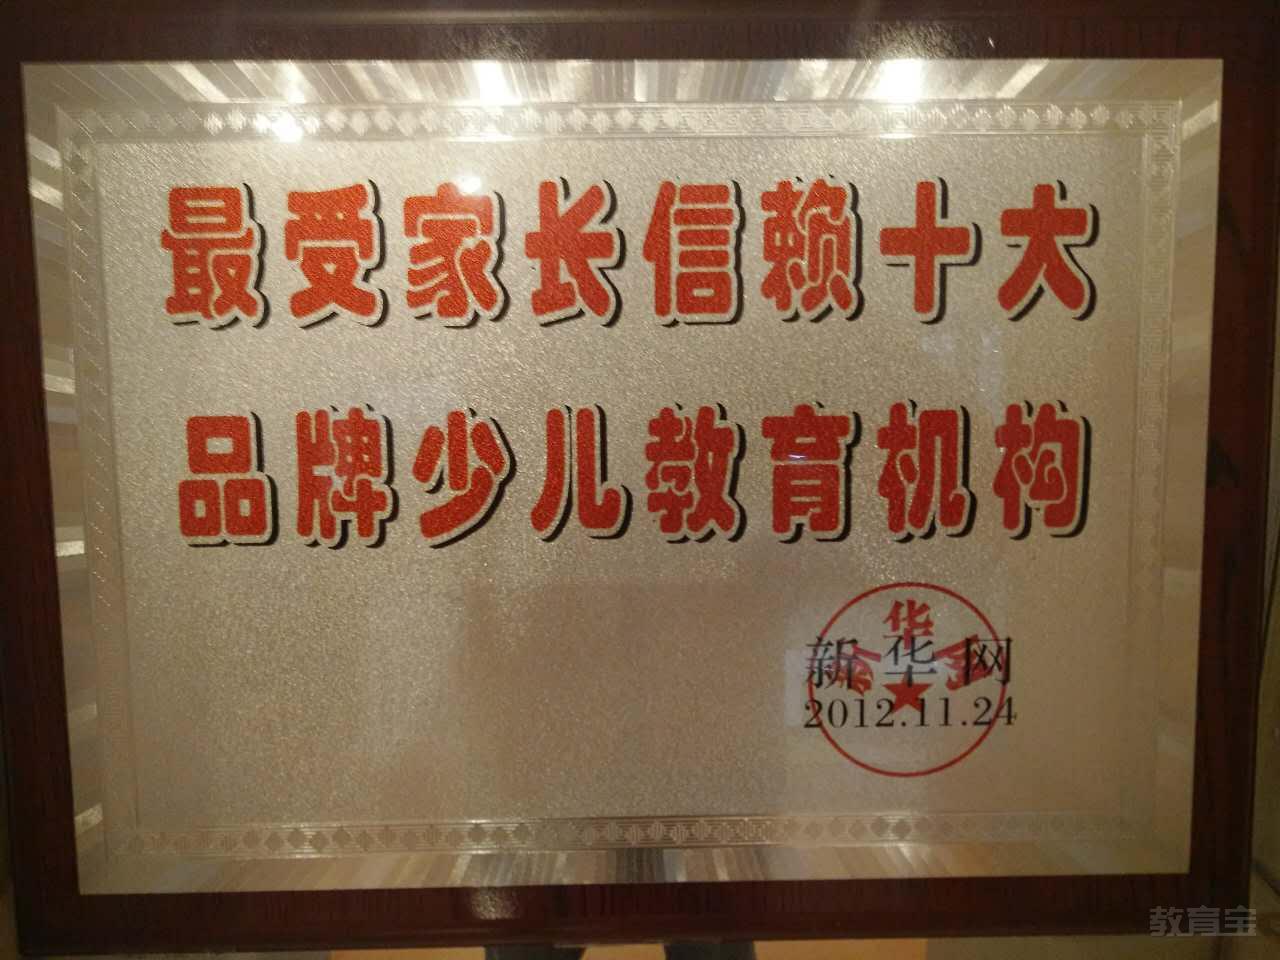 最受家长信赖十大
品牌少儿教育机构
新华网
2012.11.24
教育宝